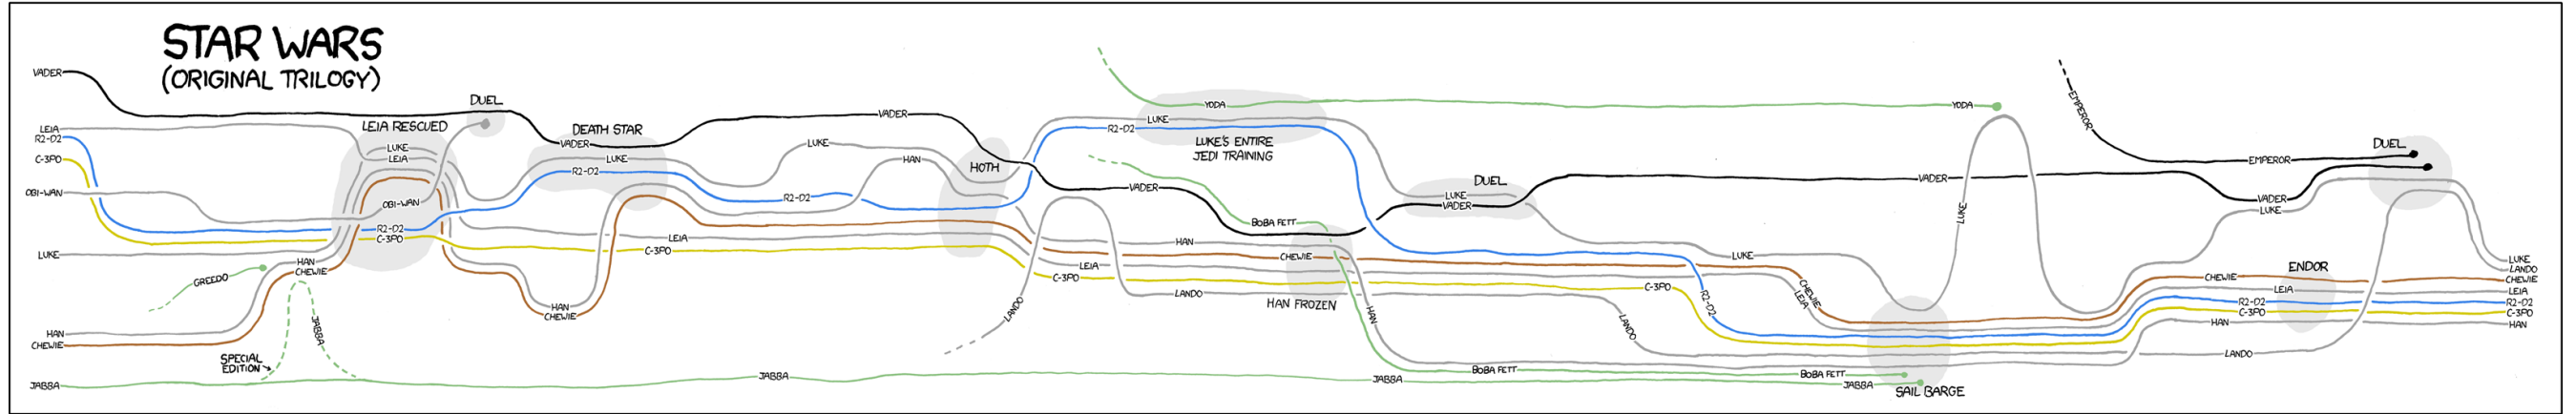 STAR WARS
(ORIGINAL TRILOGY)
VADER
LEIA
R2-D2
C-3PO
OBI-WAN
LUKE
HAN
CHEWIE
JABBA
GREEDO
SPECIAL
EDITION
JABBA
HAN
CHEWIE
LEIA RESCUED
LUKE
LEIA
OBI-WAN
R2-D2
C-3PO
DUEL
DEATH STAR
VADER
LUKE
R2-D2
HAN
CHEWIE
LEIA
C-3PO
JABBA
LUKE
R2-D2
VADER
HAN
HOTH
LANDO
YODA
LUKE
R2-D2
LUKE'S ENTIRE
JEDI TRAINING
VADER
HAN
LEIA
C-3PO
LANDO
BOBA FETT
CHEWIE
HAN FROZEN
HAN
JABBA
DUEL
LUKE
VADER
BOBA FETT
LANDO
C-3PO
R2-D2
LUKE
CHEWIE
LEIA
BOBA FETT
JABBA
SAIL BARGE
VADER
YODA
LUKE
EMPEROR
EMPEROR
VADER
LUKE
CHEWIE
LEIA
R2-D2
C-3PO
HAN
LANDO
ENDOR
DUEL
LUKE
LANDO
CHEWIE
LEIA
R2-D2
C-3PO
HAN